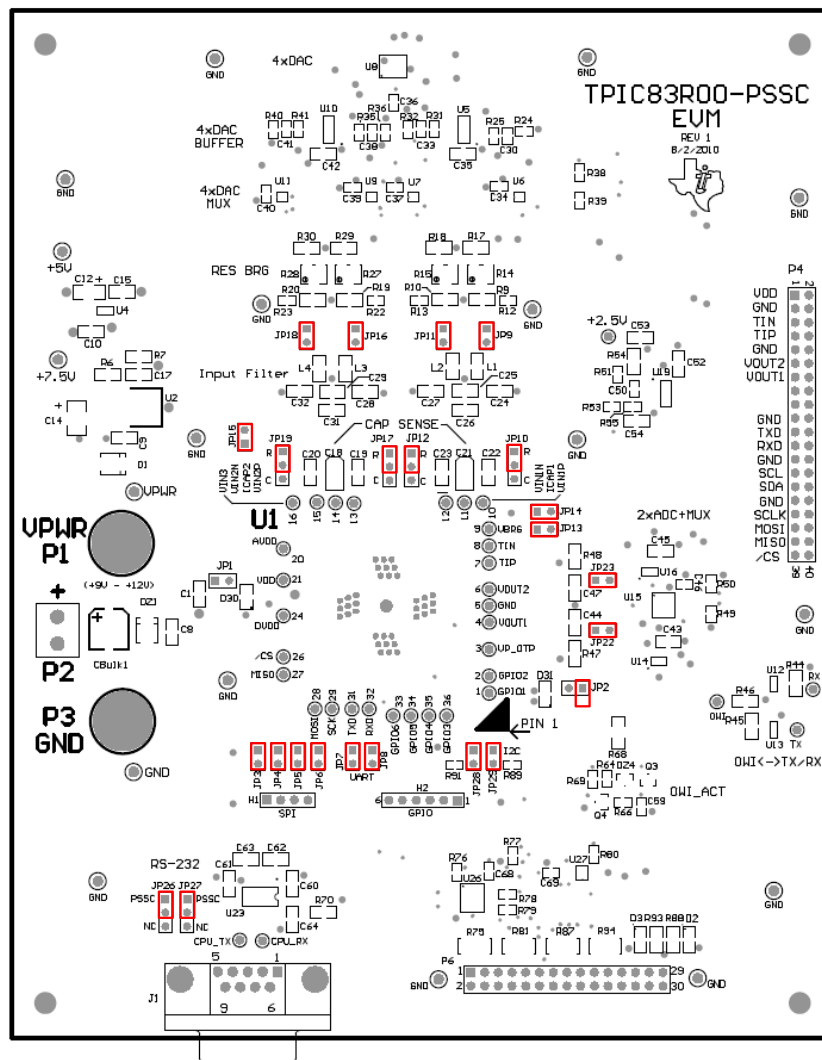 4xDAC
U8
GND
GND
C36
TPIC83R00-PSSC
EVM
REV 1
8/2/2010
R40 R41
U10
R36
R35
R32 R31
U5
R25 R24
4xDAC
BUFFER
C41
C38
C33
C30
C42
C35
R38
R39
GND
4xDAC
MUX
U11
C40
U9
C39
U7
C37
U6
C34
GND
R30 R29
R18 R17
+5V
RES BRG
R28 R27
R15 R14
P4
1 2
C12 + C15
R20 R19
R10 R9
R23 R22
R13 R12
U4
GND
GND
C10
JP18 JP16
JP11 JP9
+2.5V
C53
VDD
GND
TIN
TIP
GND
VOUT2
VOUT1
GND
TXD
RXD
GND
SCL
SDA
GND
SCLK
MOSI
MISO
/CS
39 40
R7
R6
C17
+7.5V
Input Filter
L4 L3
L2 L1
C29
C25
C32 C28
C27 C24
C31
C26
R54
C52
R51
U19
C50
R53
R55
C54
U2
+
C14
C9
D1
GND
JP15
CAP SENSE
JP19
JP17 JP12
JP10
GND
R
C
C20 C18 C19
R
C
R
C
C23 C21 C22
R
C
VIN3
VIN2N
ICAP2
VIN2P
VIN1N
ICAP1
VIN1P
VPWR
U1
16 15 14 13
12 11 10
JP14
JP13
VPWR
P1
(+9V - +12V)
AVDD
20
VDD
21
DVDD
24
/CS
26
MISO
27
9 VBRG
8 TIN
7 TIP
6 VOUT2
5 GND
4 VOUT1
3 VP_OTP
2 GPIO2
1 GPIO1
2xADC+MUX
C45
R48
JP23
U16
C46
R50
C47
U15
C44
R49
JP22
C43
R47
U14
GND
JP1
C1
D30
+
DZ1
C8
CBulk1
P2
GND
P3
GND
GND
28 29 31 32
MOSI
SCK
TXD
RXD
33 34 35 36
GPIO6
GPIO5
GPIO4
GPIO3
PIN 1
D31
JP2
U12
R44
RX
R46
OWI
R45
U13
TX
OWI<->TX/RX
R68
JP3 JP4 JP5 JP6
JP7 JP8
UART
I2C
R91
JP28 JP29
R89
R64 DZ4 Q3
R69
OWI_ACT
Q4
R66
C59
H1
SPI
H2
6 1
GPIO
RS-232
C63 C62
C61
C60
JP26 JP27
PSSC
PSSC
NC
NC
U23
R70
C64
CPU_TX
CPU_RX
GND
R77
R76
C68
U27
R80
U26
C69
R78
R79
GND
R75 R81 R87 R94
D3 R93 R88 D2
P6
1 29
2 30
GND
GND
J1
5 1
9 6